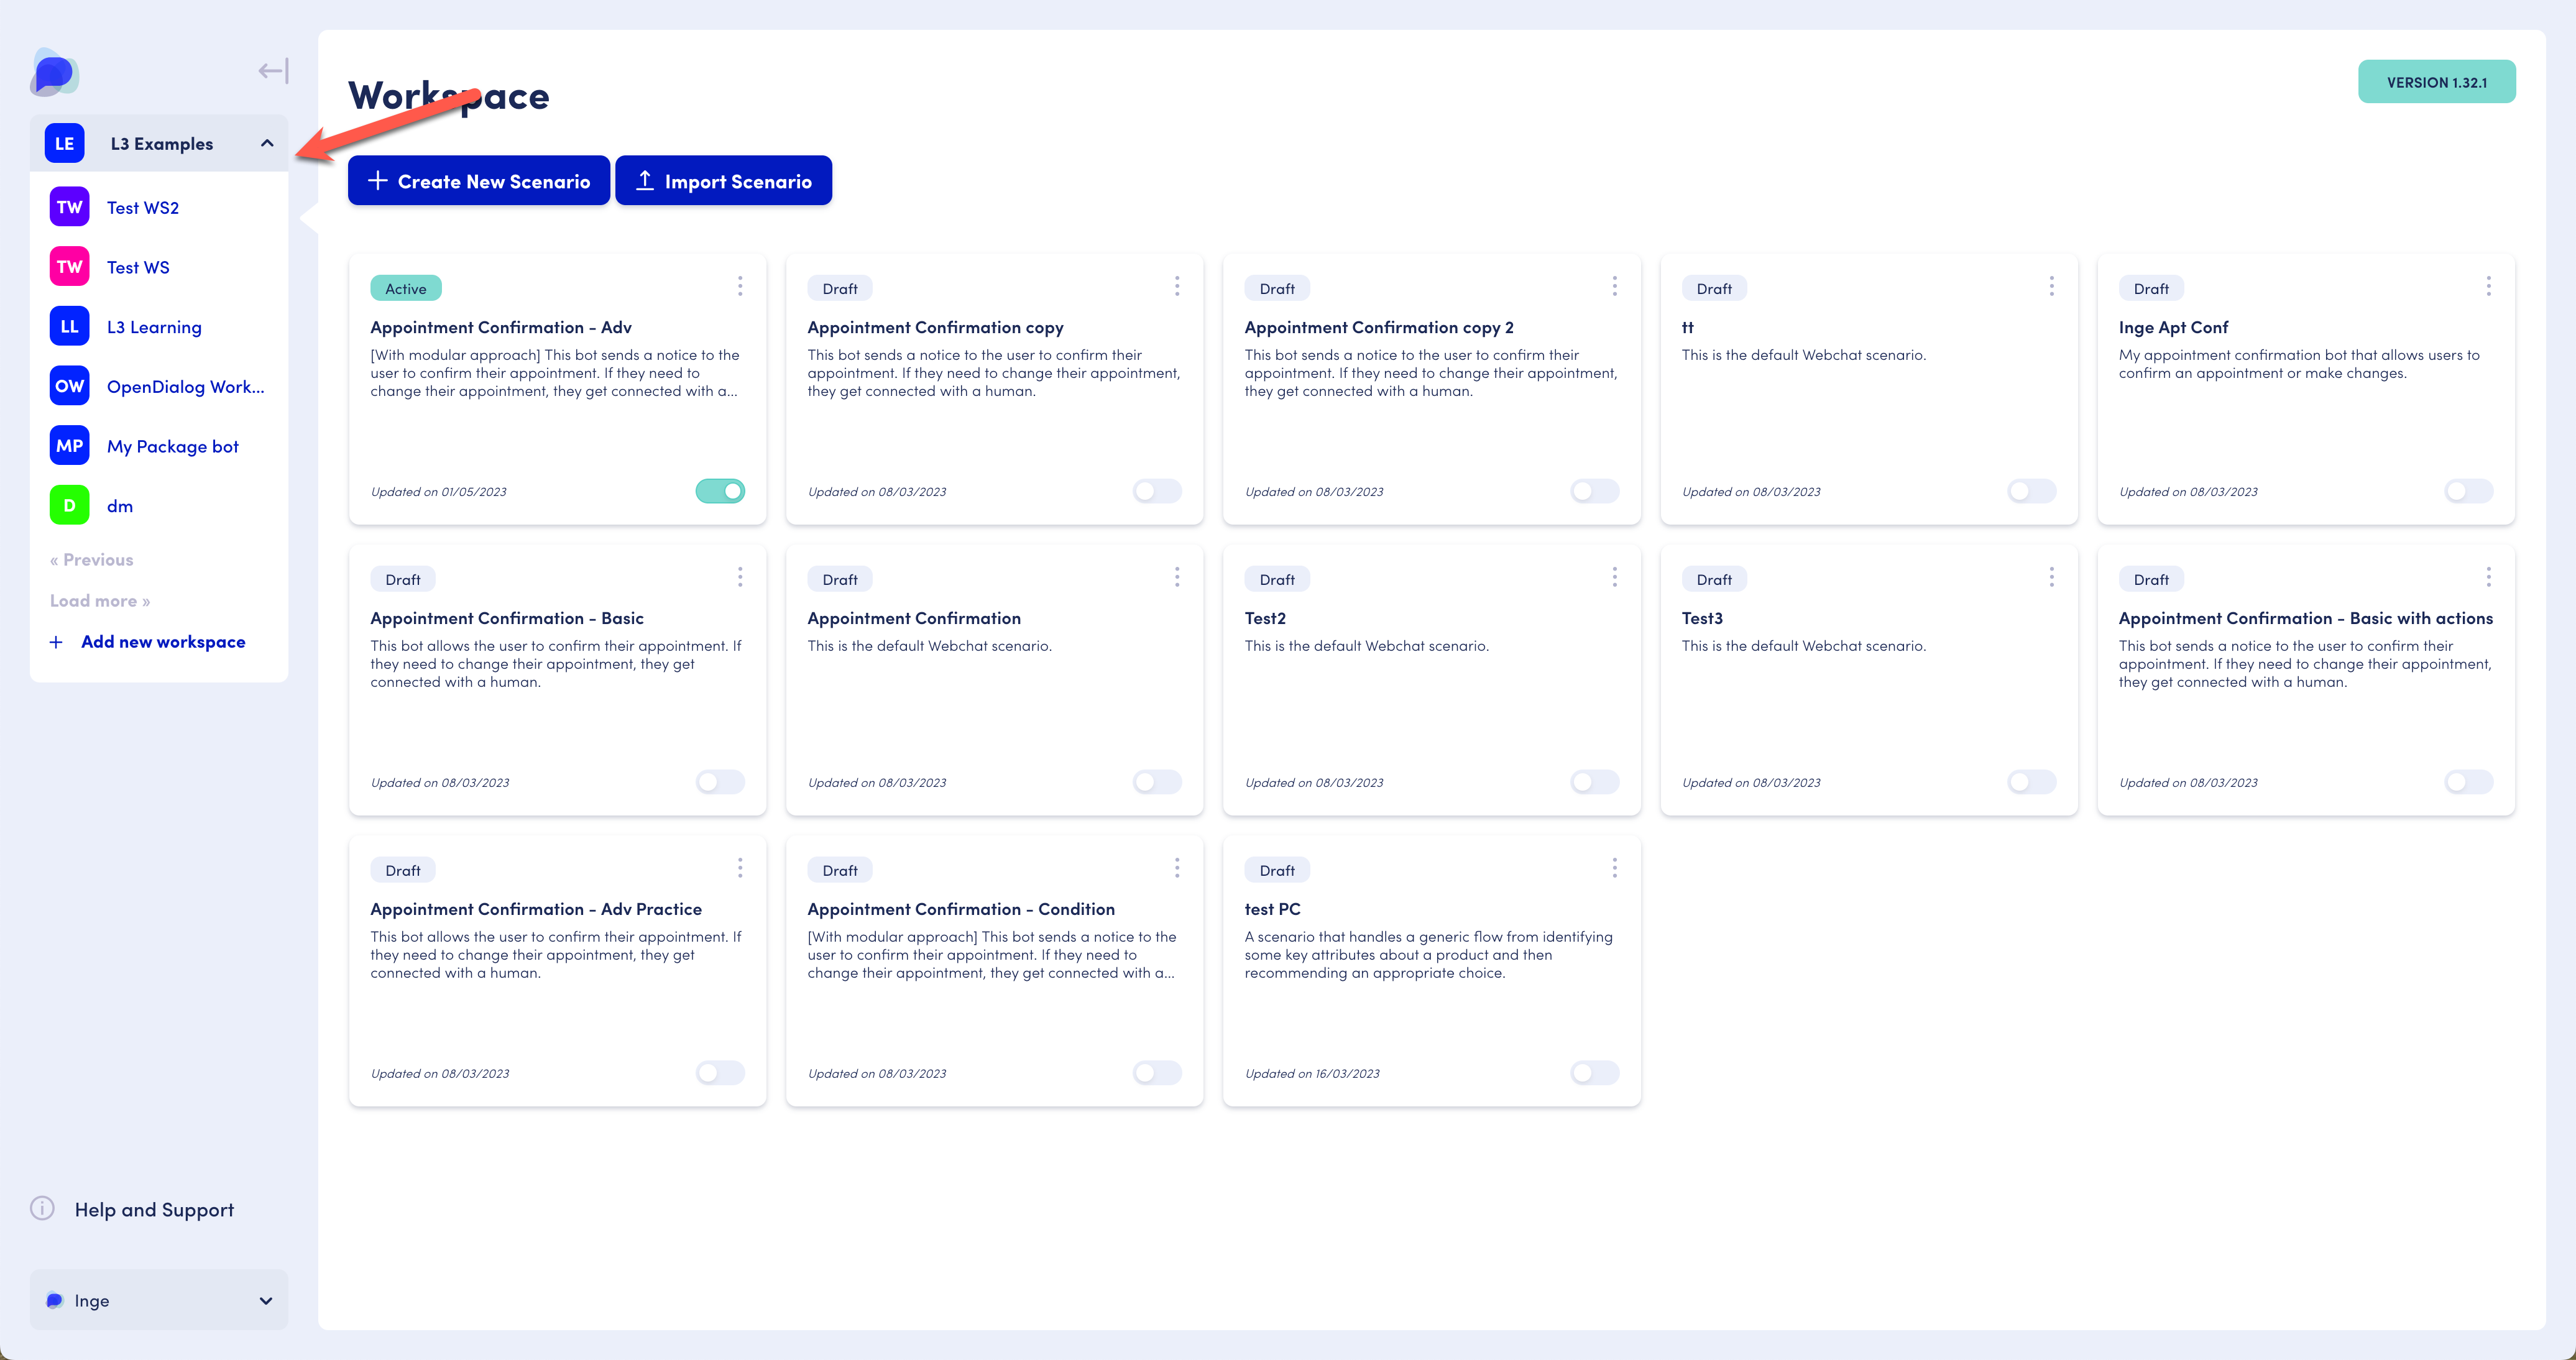 Workspace
VERSION 1.32.1
LE L3 Examples
Create New Scenario
Import Scenario
TW Test WS2
TW Test WS
LL L3 Learning
OW OpenDialog Work...
MP My Package bot
D dm
« Previous
Load more »
+ Add new workspace
Help and Support
Inge
Active
Appointment Confirmation - Adv
[With modular approach] This bot sends a notice to the
user to confirm their appointment. If they need to
change their appointment, they get connected with a...
Updated on 01/05/2023
Draft
Appointment Confirmation copy
This bot sends a notice to the user to confirm their
appointment. If they need to change their appointment,
they get connected with a human.
Updated on 08/03/2023
Draft
Appointment Confirmation copy 2
This bot sends a notice to the user to confirm their
appointment. If they need to change their appointment,
they get connected with a human.
Updated on 08/03/2023
Draft
tt
This is the default Webchat scenario.
Updated on 08/03/2023
Draft
Inge Apt Conf
My appointment confirmation bot that allows users to
confirm an appointment or make changes.
Updated on 08/03/2023
Draft
Appointment Confirmation - Basic
This bot allows the user to confirm their appointment. If
they need to change their appointment, they get
connected with a human.
Updated on 08/03/2023
Draft
Appointment Confirmation
This is the default Webchat scenario.
Updated on 08/03/2023
Draft
Test2
This is the default Webchat scenario.
Updated on 08/03/2023
Draft
Test3
This is the default Webchat scenario.
Updated on 08/03/2023
Draft
Appointment Confirmation - Basic with actions
This bot sends a notice to the user to confirm their
appointment. If they need to change their appointment,
they get connected with a human.
Updated on 08/03/2023
Draft
Appointment Confirmation - Adv Practice
This bot allows the user to confirm their appointment. If
they need to change their appointment, they get
connected with a human.
Updated on 08/03/2023
Draft
Appointment Confirmation - Condition
[With modular approach] This bot sends a notice to the
user to confirm their appointment. If they need to
change their appointment, they get connected with a...
Updated on 08/03/2023
Draft
test PC
A scenario that handles a generic flow from identifying
some key attributes about a product and then
recommending an appropriate choice.
Updated on 16/03/2023